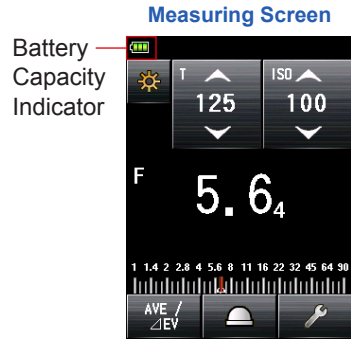 Measuring Screen
Battery
Capacity
Indicator
T
ISO
125
100
F
5.6₄
1 1.4 2 2.8 4 5.6 8 11 16 22 32 45 64 90
AVE /
⊿EV